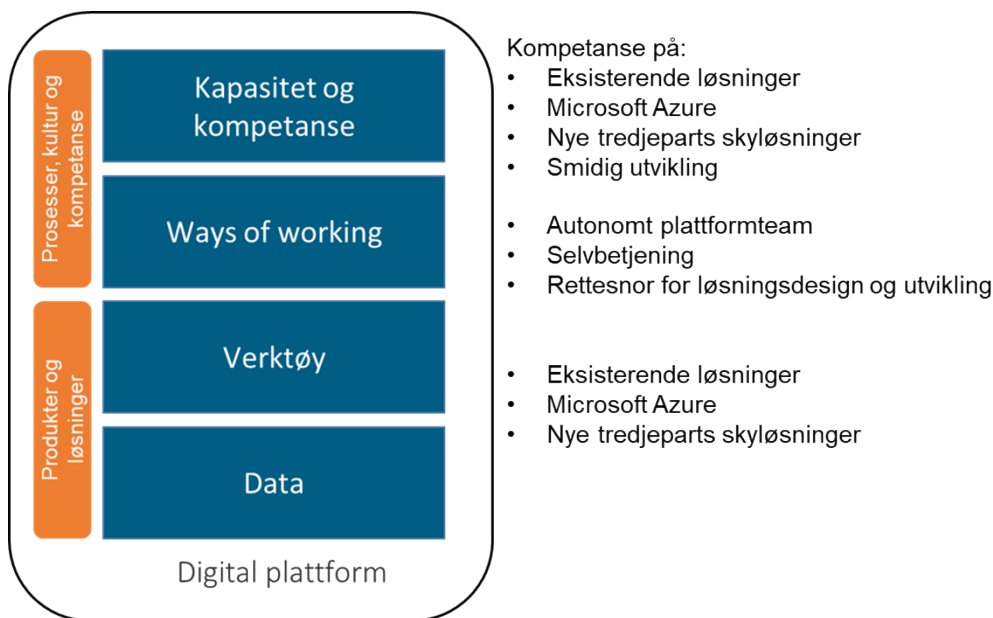 Prosesser, kultur og
kompetanse
Kapasitet og
kompetanse
Ways of working
Produkter og
løsninger
Verktøy
Data
Digital plattform
Kompetanse på:
• Eksisterende løsninger
• Microsoft Azure
• Nye tredjeparts skyløsninger
• Smidig utvikling
• Autonomt plattformteam
• Selvbetjening
• Rettesnor for løsningsdesign og utvikling
• Eksisterende løsninger
• Microsoft Azure
• Nye tredjeparts skyløsninger